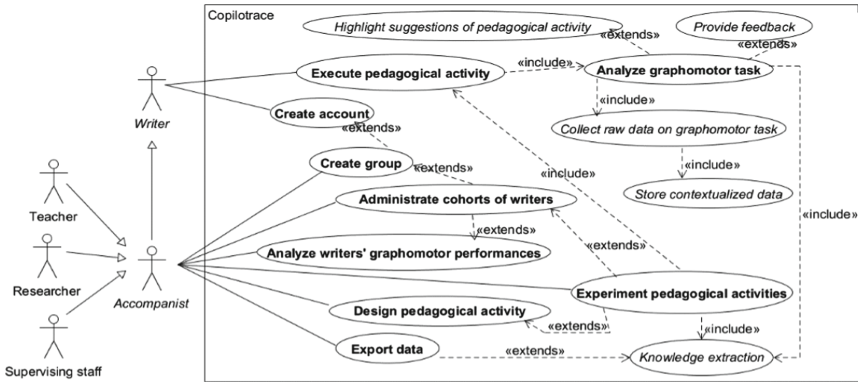 Copilotrace
Highlight suggestions of pedagogical activity
Provide feedback
«extends»
«extends»
Execute pedagogical activity
«include»
Analyze graphomotor task
Writer
Create account
«include»
«extends»
Collect raw data on graphomotor task
Create group
«extends»
«include»
«include»
Teacher
Administrate cohorts of writers
Store contextualized data
«include»
«extends»
Analyze writers' graphomotor performances
«extends»
Researcher
Accompanist
Experiment pedagogical activities
Design pedagogical activity
«extends»
«include»
Export data
«extends»
Knowledge extraction
Supervising staff